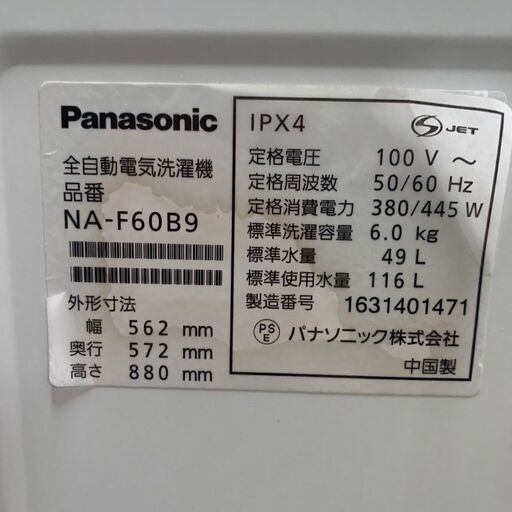 Panasonic
全自動電気洗濯機
品番
NA-F60B9
外形寸法
幅 562 mm
奥行 572 mm
高さ 880 mm
IPX4
S JET
定格電圧 100 V ～
定格周波数 50/60 Hz
定格消費電力 380/445 W
標準洗濯容量 6.0 kg
標準水量 49 L
標準使用水量 116 L
製造番号 1631401471
PS E パナソニック株式会社
中国製